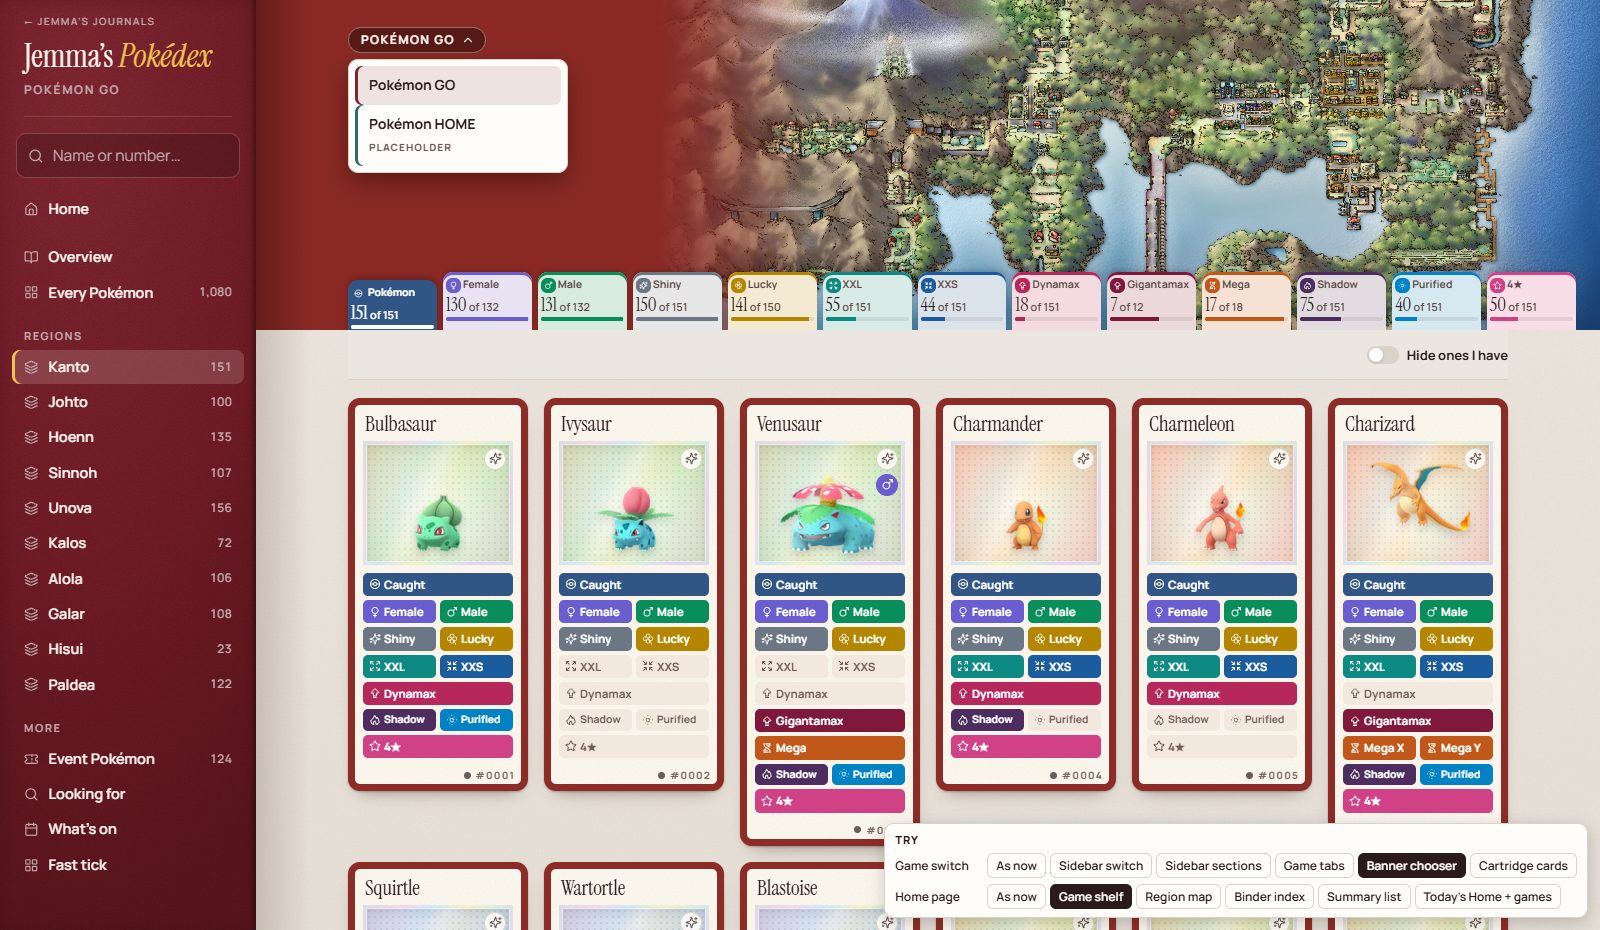 ← JEMMA'S JOURNALS
Jemma's Pokédex
POKÉMON GO
Name or number...
Home
Overview
Every Pokémon 1,080
REGIONS
Kanto 151
Johto 100
Hoenn 135
Sinnoh 107
Unova 156
Kalos 72
Alola 106
Galar 108
Hisui 23
Paldea 122
MORE
Event Pokémon 124
Looking for
What's on
Fast tick
POKÉMON GO
Pokémon GO
Pokémon HOME
PLACEHOLDER
Pokémon
151 of 151
Female
130 of 132
Male
131 of 132
Shiny
150 of 151
Lucky
141 of 150
XXL
55 of 151
XXS
44 of 151
Dynamax
18 of 151
Gigantamax
7 of 12
Mega
17 of 18
Shadow
75 of 151
Purified
40 of 151
4★
50 of 151
Hide ones I have
Bulbasaur
Caught
Female Male
Shiny Lucky
XXL XXS
Dynamax
Shadow Purified
4★
#0001
Ivysaur
Caught
Female Male
Shiny Lucky
XXL XXS
Dynamax
Shadow Purified
4★
#0002
Venusaur
Caught
Female Male
Shiny Lucky
XXL XXS
Dynamax
Gigantamax
Mega
Shadow Purified
4★
Charmander
Caught
Female Male
Shiny Lucky
XXL XXS
Dynamax
Shadow Purified
4★
#0004
Charmeleon
Caught
Female Male
Shiny Lucky
XXL XXS
Dynamax
Shadow Purified
4★
#0005
Charizard
Caught
Female Male
Shiny Lucky
XXL XXS
Dynamax
Gigantamax
Mega X Mega Y
Shadow Purified
4★
Squirtle
Wartortle
Blastoise
TRY
Game switch As now Sidebar switch Sidebar sections Game tabs Banner chooser Cartridge cards
Home page As now Game shelf Region map Binder index Summary list Today's Home + games